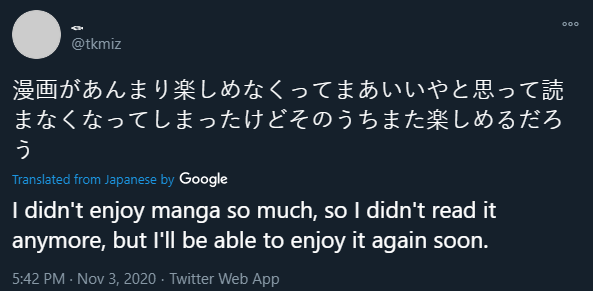 ✒
@tkmiz
漫画があんまり楽しめなくってまあいいやと思って読
まなくなってしまったけどそのうちまた楽しめるだろ
う
Translated from Japanese by Google
I didn't enjoy manga so much, so I didn't read it
anymore, but I'll be able to enjoy it again soon.
5:42 PM · Nov 3, 2020 · Twitter Web App